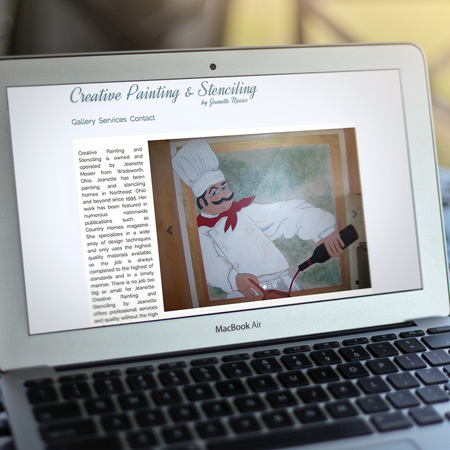 Creative Painting & Stenciling
by Jeanette Mosier
Gallery Services Contact
Creative Painting and
Stenciling is owned and
operated by Jeanette
Mosier from Wadsworth,
Ohio. Jeanette has been
painting and stenciling
homes in Northeast Ohio
and beyond since 1995. Her
work has been featured in
numerous nationwide
publications such as
Country Homes magazine.
She specializes in a wide
array of design techniques
and only uses the highest
quality materials available,
so the job is always
completed to the highest of
standards and in a timely
manner. There is no job too
big or small for Jeanette.
Creative Painting and
Stenciling by Jeanette
offers professional services
and quality without the high
MacBook Air